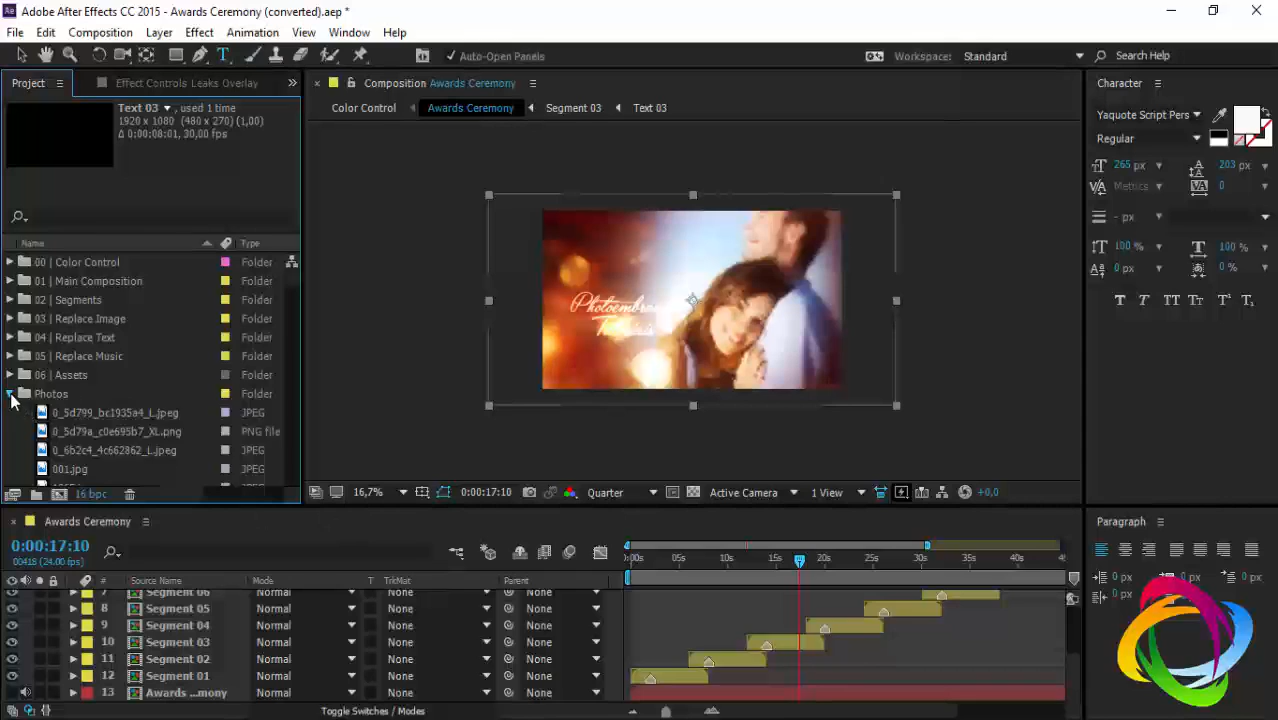 Adobe After Effects CC 2015 - Awards Ceremony (converted).aep *
File Edit Composition Layer Effect Animation View Window Help
Auto-Open Panels
Workspace: Standard
Search Help
Project
Effect Controls Leaks Overlay
Composition Awards Ceremony
Character
Text 03 , used 1 time
1920 x 1080 (480 x 270) (1,00)
Δ 0:00:08:01, 30,00 fps
Color Control
Awards Ceremony
Segment 03
Text 03
Yaquote Script Pers
Regular
265 px
203 px
Metrics
0
- px
100 %
100 %
0 px
0 %
Name
Type
00 | Color Control Folder
01 | Main Composition Folder
02 | Segments Folder
03 | Replace Image Folder
04 | Replace Text Folder
05 | Replace Music Folder
06 | Assets Folder
Photos Folder
0_5d799_bc1935a4_L.jpeg JPEG
0_5d79a_c0e695b7_XL.png PNG file
0_6b2c4_4c662862_L.jpeg JPEG
001.jpg JPEG
16 bpc
16,7%
0:00:17:10
Quarter
Active Camera
1 View
+0,0
Awards Ceremony
0:00:17:10
00418 (24.00 fps)
:00s 05s 10s 15s 20s 25s 30s 35s 40s 45
# Source Name Mode T TrkMat Parent
7 Segment 06 Normal None None
8 Segment 05 Normal None None
9 Segment 04 Normal None None
10 Segment 03 Normal None None
11 Segment 02 Normal None None
12 Segment 01 Normal None None
13 Awards ...mony Normal None None
Toggle Switches / Modes
Paragraph
0 px
0 px
0 px
0 px